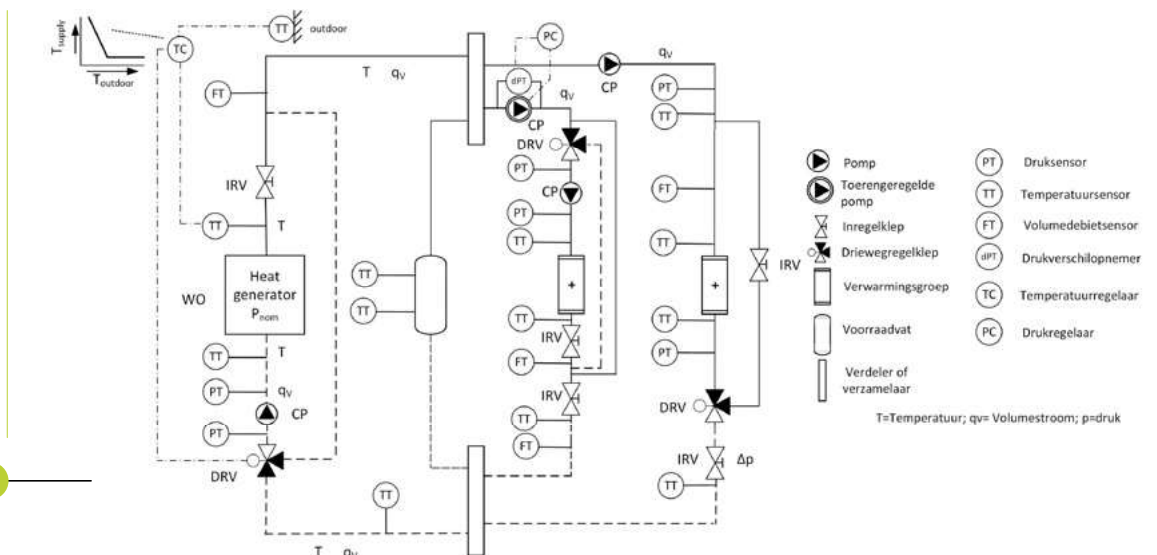 TT
outdoor
T_supply
TC
T_outdoor
PC
T q_v
q_v
dPT
CP
PT
FT
q_v
TT
CP
DRV
IRV
PT
FT
CP
TT
T
PT
TT
TT
IRV
TT
Heat
generator
P_nom
WO
+
+
TT
TT
TT
IRV
TT
T
FT
PT
PT
q_v
IRV
CP
DRV
PT
TT
IRV
Δp
DRV
FT
TT
TT
T q_v
Pomp
Toerengeregelde
pomp
Inregelklep
Driewegregelklep
Verwarmingsgroep
Voorraadvat
Verdeler of
verzamelaar
PT Druksensor
TT Temperatuursensor
FT Volumedebietsensor
dPT Drukverschilopnemer
TC Temperatuurregelaar
PC Drukregelaar
T=Temperatuur; qv= Volumestroom; p=druk